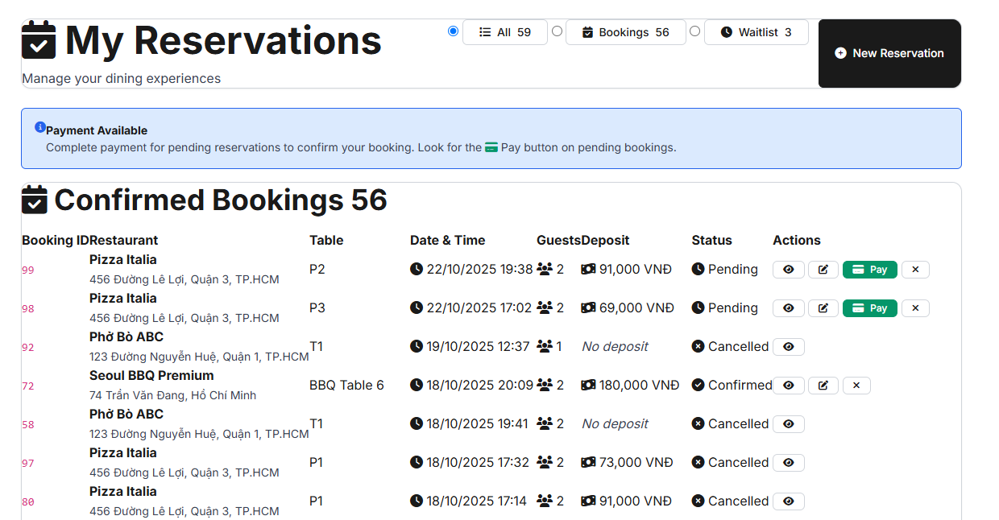 My Reservations
All 59
Bookings 56
Waitlist 3
New Reservation
Manage your dining experiences
Payment Available
Complete payment for pending reservations to confirm your booking. Look for the Pay button on pending bookings.
Confirmed Bookings 56
Booking ID Restaurant Table Date & Time Guests Deposit Status Actions
Pizza Italia
99 P2 22/10/2025 19:38 2 91,000 VNĐ Pending Pay
456 Đường Lê Lợi, Quận 3, TP.HCM
Pizza Italia
98 P3 22/10/2025 17:02 2 69,000 VNĐ Pending Pay
456 Đường Lê Lợi, Quận 3, TP.HCM
Phở Bò ABC
92 T1 19/10/2025 12:37 1 No deposit Cancelled
123 Đường Nguyễn Huệ, Quận 1, TP.HCM
Seoul BBQ Premium
72 BBQ Table 6 18/10/2025 20:09 2 180,000 VNĐ Confirmed
74 Trần Văn Đang, Hồ Chí Minh
Phở Bò ABC
58 T1 18/10/2025 19:41 2 No deposit Cancelled
123 Đường Nguyễn Huệ, Quận 1, TP.HCM
Pizza Italia
97 P1 18/10/2025 17:32 2 73,000 VNĐ Cancelled
456 Đường Lê Lợi, Quận 3, TP.HCM
Pizza Italia
80 P1 18/10/2025 17:14 2 91,000 VNĐ Cancelled
456 Đường Lê Lợi, Quận 3, TP.HCM